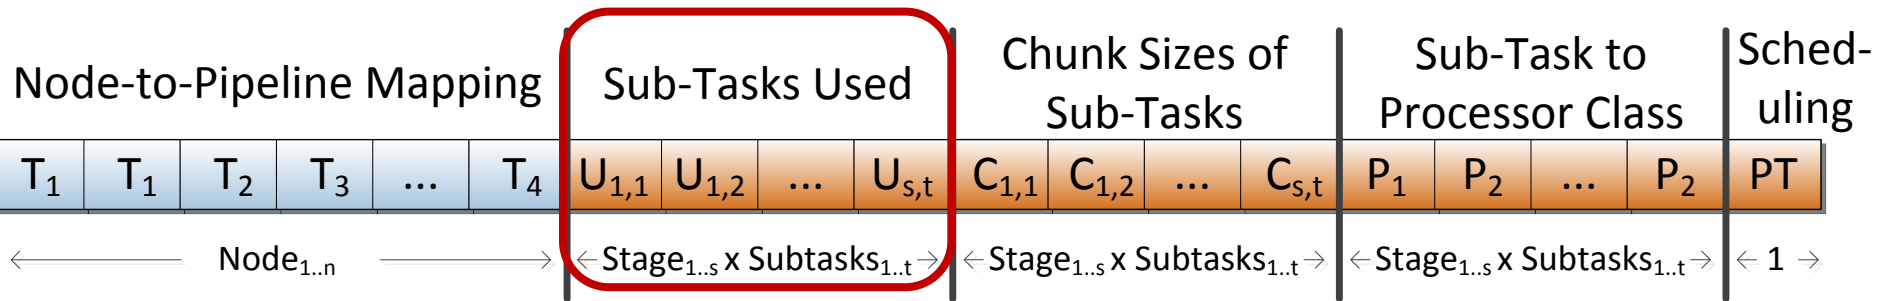 Node-to-Pipeline Mapping
Sub-Tasks Used
Chunk Sizes of
Sub-Tasks
Sub-Task to
Processor Class
Sched-
uling
T1 T1 T2 T3 ... T4 U1,1 U1,2 ... Us,t C1,1 C1,2 ... Cs,t P1 P2 ... P2 PT
Node1..n
Stage1..s x Subtasks1..t
Stage1..s x Subtasks1..t
Stage1..s x Subtasks1..t
1